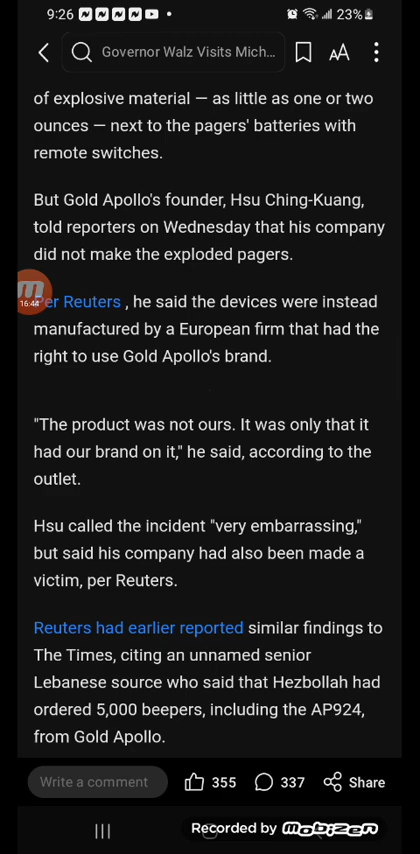 9:26 23%
Governor Walz Visits Mich...
of explosive material — as little as one or two
ounces — next to the pagers' batteries with
remote switches.
But Gold Apollo's founder, Hsu Ching-Kuang,
told reporters on Wednesday that his company
did not make the exploded pagers.
Per Reuters , he said the devices were instead
16:44
manufactured by a European firm that had the
right to use Gold Apollo's brand.
"The product was not ours. It was only that it
had our brand on it," he said, according to the
outlet.
Hsu called the incident "very embarrassing,"
but said his company had also been made a
victim, per Reuters.
Reuters had earlier reported similar findings to
The Times, citing an unnamed senior
Lebanese source who said that Hezbollah had
ordered 5,000 beepers, including the AP924,
from Gold Apollo.
Write a comment 355 337 Share
Recorded by mobizen